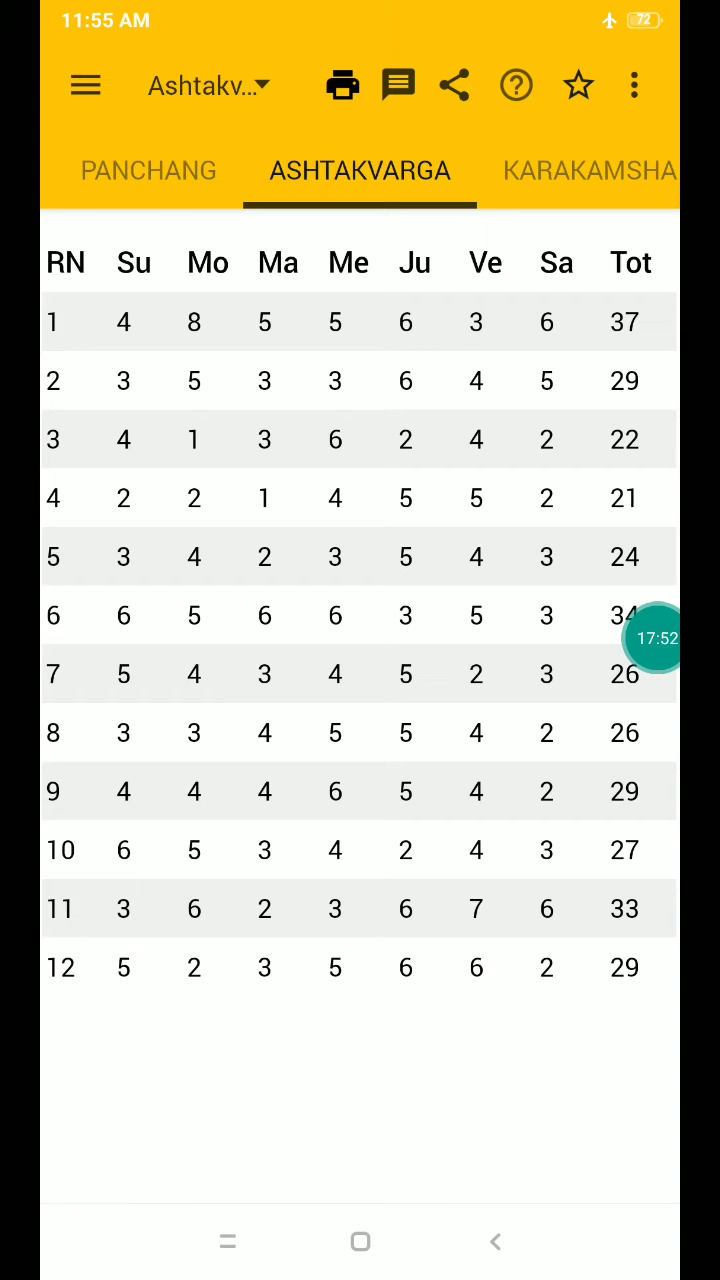 11:55 AM 72
Ashtakv...
PANCHANG ASHTAKVARGA KARAKAMSHA
RN Su Mo Ma Me Ju Ve Sa Tot
1 4 8 5 5 6 3 6 37
2 3 5 3 3 6 4 5 29
3 4 1 3 6 2 4 2 22
4 2 2 1 4 5 5 2 21
5 3 4 2 3 5 4 3 24
6 6 5 6 6 3 5 3 34
17:52
7 5 4 3 4 5 2 3 26
8 3 3 4 5 5 4 2 26
9 4 4 4 6 5 4 2 29
10 6 5 3 4 2 4 3 27
11 3 6 2 3 6 7 6 33
12 5 2 3 5 6 6 2 29